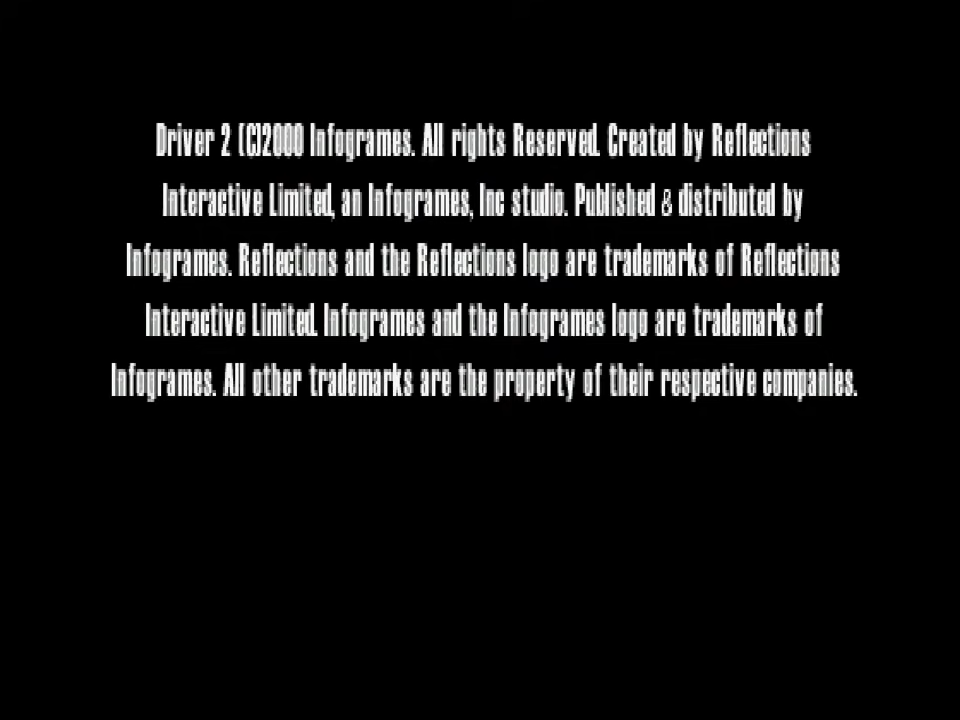 Driver 2 (C)2000 Infogrames. All rights Reserved. Created by Reflections
Interactive Limited, an Infogrames, Inc studio. Published & distributed by
Infogrames. Reflections and the Reflections logo are trademarks of Reflections
Interactive Limited. Infogrames and the Infogrames logo are trademarks of
Infogrames. All other trademarks are the property of their respective companies.